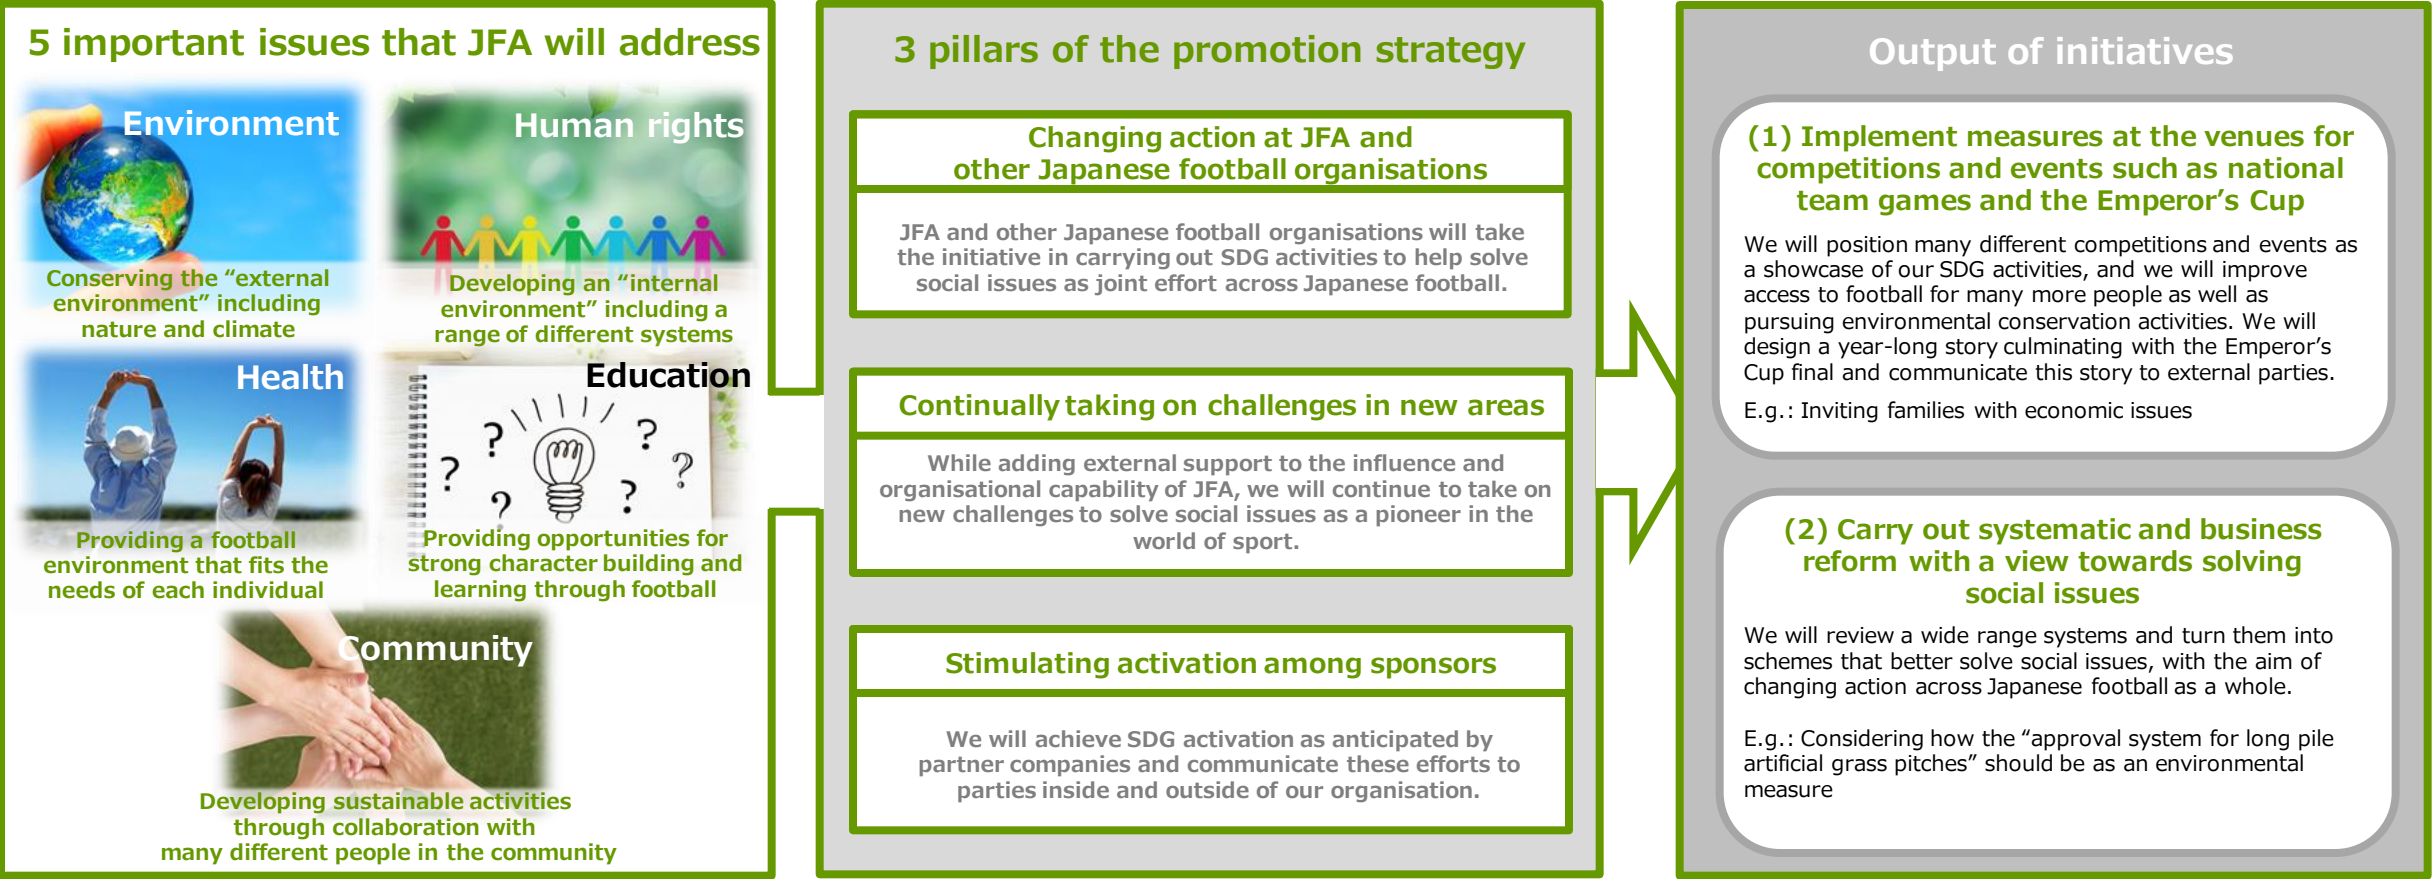 5 important issues that JFA will address
Environment
Conserving the “external
environment” including
nature and climate
Human rights
Developing an “internal
environment” including a
range of different systems
Health
Providing a football
environment that fits the
needs of each individual
Education
Providing opportunities for
strong character building and
learning through football
Community
Developing sustainable activities
through collaboration with
many different people in the community
3 pillars of the promotion strategy
Changing action at JFA and
other Japanese football organisations
JFA and other Japanese football organisations will take
the initiative in carrying out SDG activities to help solve
social issues as joint effort across Japanese football.
Continually taking on challenges in new areas
While adding external support to the influence and
organisational capability of JFA, we will continue to take on
new challenges to solve social issues as a pioneer in the
world of sport.
Stimulating activation among sponsors
We will achieve SDG activation as anticipated by
partner companies and communicate these efforts to
parties inside and outside of our organisation.
Output of initiatives
(1) Implement measures at the venues for
competitions and events such as national
team games and the Emperor’s Cup
We will position many different competitions and events as
a showcase of our SDG activities, and we will improve
access to football for many more people as well as
pursuing environmental conservation activities. We will
design a year-long story culminating with the Emperor’s
Cup final and communicate this story to external parties.
E.g.: Inviting families with economic issues
(2) Carry out systematic and business
reform with a view towards solving
social issues
We will review a wide range systems and turn them into
schemes that better solve social issues, with the aim of
changing action across Japanese football as a whole.
E.g.: Considering how the “approval system for long pile
artificial grass pitches” should be as an environmental
measure